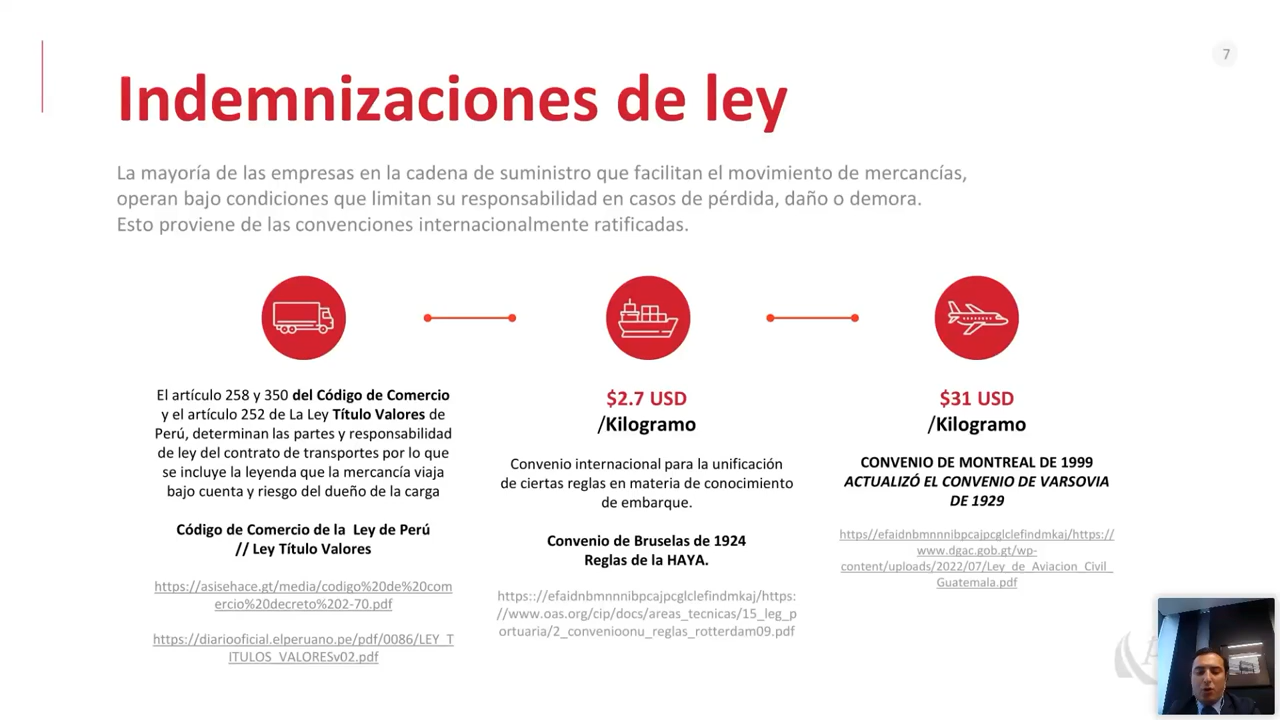 7
Indemnizaciones de ley
La mayoría de las empresas en la cadena de suministro que facilitan el movimiento de mercancías,
operan bajo condiciones que limitan su responsabilidad en casos de pérdida, daño o demora.
Esto proviene de las convenciones internacionalmente ratificadas.
El artículo 258 y 350 del Código de Comercio
y el artículo 252 de La Ley Título Valores de
Perú, determinan las partes y responsabilidad
de ley del contrato de transportes por lo que
se incluye la leyenda que la mercancía viaja
bajo cuenta y riesgo del dueño de la carga
Código de Comercio de la Ley de Perú
// Ley Título Valores
https://asisehace.gt/media/codigo%20de%20com
ercio%20decreto%202-70.pdf
https://diariooficial.elperuano.pe/pdf/0086/LEY_T
ITULOS_VALORESv02.pdf
$2.7 USD
/Kilogramo
Convenio internacional para la unificación
de ciertas reglas en materia de conocimiento
de embarque.
Convenio de Bruselas de 1924
Reglas de la HAYA.
https:://efaidnbmnnnibpcajpcglclefindmkaj/https:
//www.oas.org/cip/docs/areas_tecnicas/15_leg_p
ortuaria/2_convenioonu_reglas_rotterdam09.pdf
$31 USD
/Kilogramo
CONVENIO DE MONTREAL DE 1999
ACTUALIZÓ EL CONVENIO DE VARSOVIA
DE 1929
https//efaidnbmnnnibpcajpcglclefindmkaj/https://
www.dgac.gob.gt/wp-
content/uploads/2022/07/Ley_de_Aviacion_Civil_
Guatemala.pdf